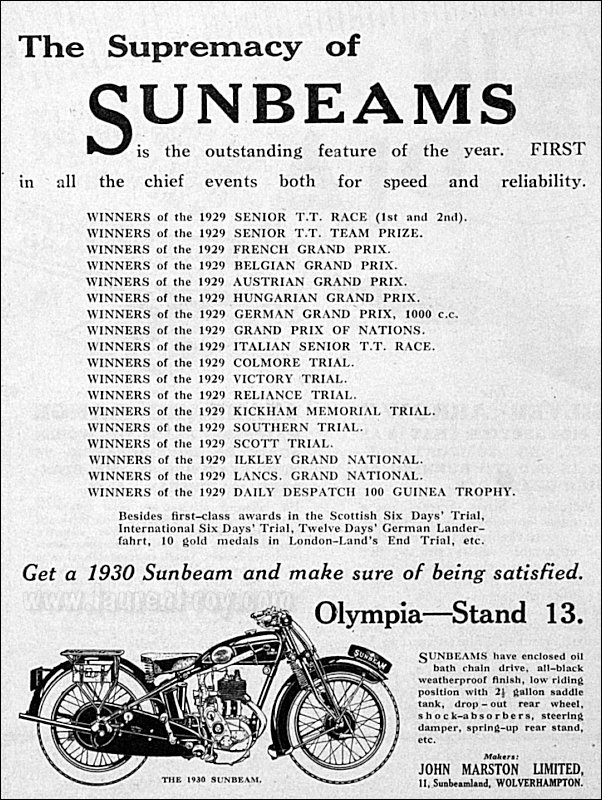 The Supremacy of
SUNBEAMS
is the outstanding feature of the year. FIRST
in all the chief events both for speed and reliability.
WINNERS of the 1929 SENIOR T.T. RACE (1st and 2nd).
WINNERS of the 1929 SENIOR T.T. TEAM PRIZE.
WINNERS of the 1929 FRENCH GRAND PRIX.
WINNERS of the 1929 BELGIAN GRAND PRIX.
WINNERS of the 1929 AUSTRIAN GRAND PRIX.
WINNERS of the 1929 HUNGARIAN GRAND PRIX.
WINNERS of the 1929 GERMAN GRAND PRIX, 1000 c.c.
WINNERS of the 1929 GRAND PRIX OF NATIONS.
WINNERS of the 1929 ITALIAN SENIOR T.T. RACE.
WINNERS of the 1929 COLMORE TRIAL.
WINNERS of the 1929 VICTORY TRIAL.
WINNERS of the 1929 RELIANCE TRIAL.
WINNERS of the 1929 KICKHAM MEMORIAL TRIAL.
WINNERS of the 1929 SOUTHERN TRIAL.
WINNERS of the 1929 SCOTT TRIAL.
WINNERS of the 1929 ILKLEY GRAND NATIONAL.
WINNERS of the 1929 LANCS. GRAND NATIONAL.
WINNERS of the 1929 DAILY DESPATCH 100 GUINEA TROPHY.
Besides first-class awards in the Scottish Six Days' Trial,
International Six Days' Trial, Twelve Days' German Lander-
fahrt, 10 gold medals in London-Land's End Trial, etc.
Get a 1930 Sunbeam and make sure of being satisfied.
Olympia—Stand 13.
SUNBEAM
SUNBEAMS have enclosed oil
bath chain drive, all-black
weatherproof finish, low riding
position with 2½ gallon saddle
tank, drop-out rear wheel,
shock-absorbers, steering
damper, spring-up rear stand,
etc.
Makers:
JOHN MARSTON LIMITED,
11, Sunbeamland, WOLVERHAMPTON.
THE 1930 SUNBEAM.